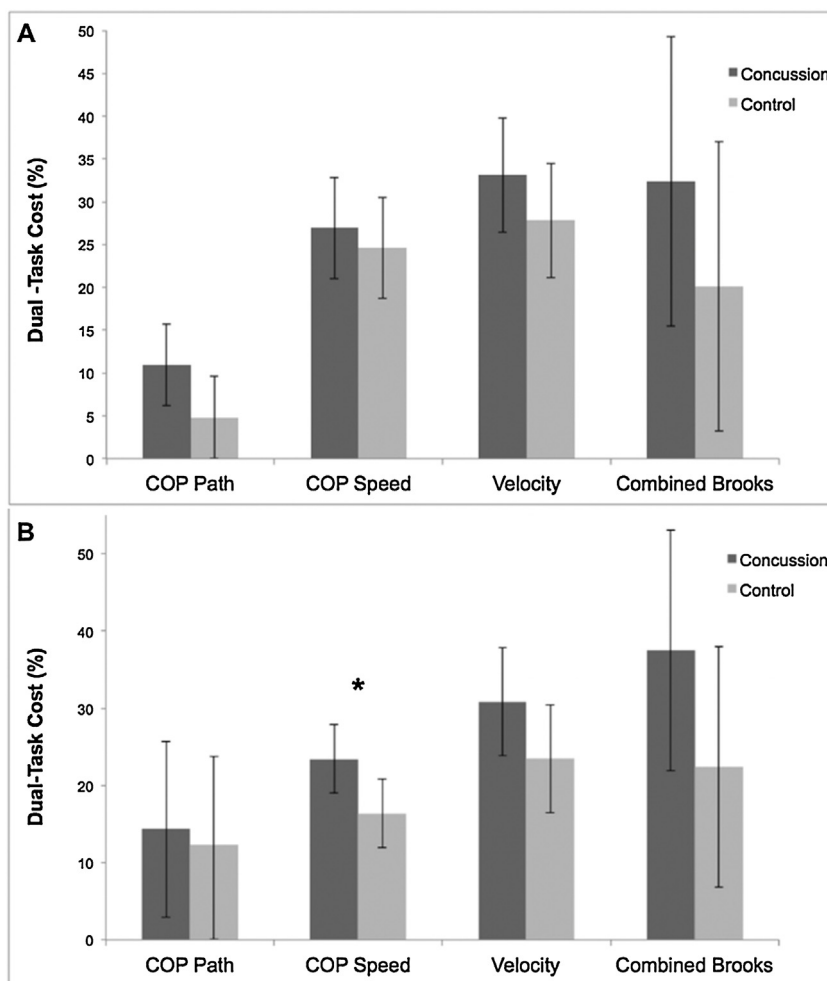 A
50
45
40
35
30
25
20
15
10
5
0
Dual -Task Cost (%)
Concussion
Control
COP Path COP Speed Velocity Combined Brooks
B
50
40
30
20
10
0
Dual-Task Cost (%)
Concussion
Control
*
COP Path COP Speed Velocity Combined Brooks